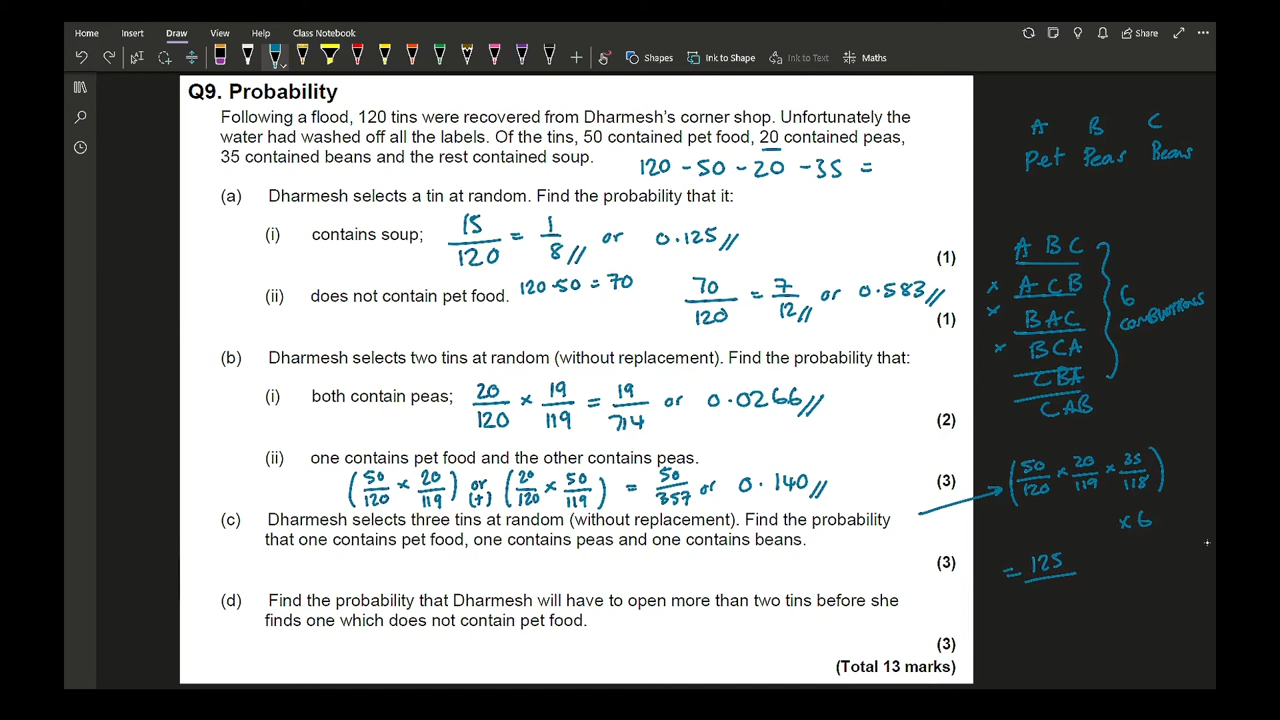 Home Insert Draw View Help Class Notebook
Share
Shapes Ink to Shape Ink to Text Maths
Q9. Probability
Following a flood, 120 tins were recovered from Dharmesh's corner shop. Unfortunately the
water had washed off all the labels. Of the tins, 50 contained pet food, 20 contained peas,
35 contained beans and the rest contained soup.
120 - 50 - 20 - 35 =
(a) Dharmesh selects a tin at random. Find the probability that it:
(i) contains soup; 15/120 = 1/8 or 0.125//
(1)
(ii) does not contain pet food. 120-50 = 70 70/120 = 7/12 or 0.583//
(1)
(b) Dharmesh selects two tins at random (without replacement). Find the probability that:
(i) both contain peas; 20/120 × 19/119 = 19/714 or 0.0266//
(2)
(ii) one contains pet food and the other contains peas.
(50/120 × 20/119) or (+) (20/120 × 50/119) = 50/357 or 0.140//
(3)
(c) Dharmesh selects three tins at random (without replacement). Find the probability
that one contains pet food, one contains peas and one contains beans.
(3)
(d) Find the probability that Dharmesh will have to open more than two tins before she
finds one which does not contain pet food.
(3)
(Total 13 marks)
A B C
Pet Peas Beans
A B C
× A C B
× B A C
× B C A
C B A
C A B
6
(50/120 × 20/119 × 35/118)
× 6
= 125